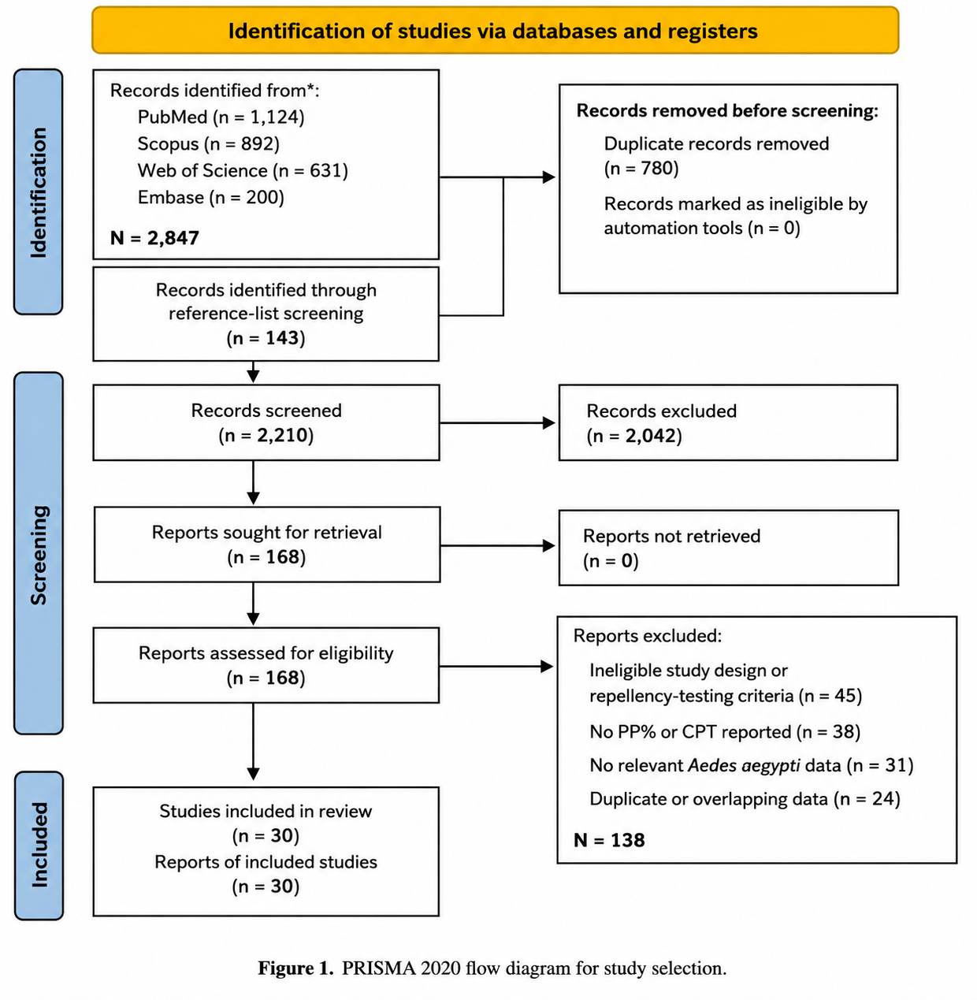 Identification of studies via databases and registers
Identification
Records identified from*:
PubMed (n = 1,124)
Scopus (n = 892)
Web of Science (n = 631)
Embase (n = 200)
N = 2,847
Records removed before screening:
Duplicate records removed
(n = 780)
Records marked as ineligible by
automation tools (n = 0)
Records identified through
reference-list screening
(n = 143)
Screening
Records screened
(n = 2,210)
Records excluded
(n = 2,042)
Reports sought for retrieval
(n = 168)
Reports not retrieved
(n = 0)
Reports assessed for eligibility
(n = 168)
Reports excluded:
Ineligible study design or
repellency-testing criteria (n = 45)
No PP% or CPT reported (n = 38)
No relevant Aedes aegypti data (n = 31)
Duplicate or overlapping data (n = 24)
N = 138
Included
Studies included in review
(n = 30)
Reports of included studies
(n = 30)
Figure 1. PRISMA 2020 flow diagram for study selection.